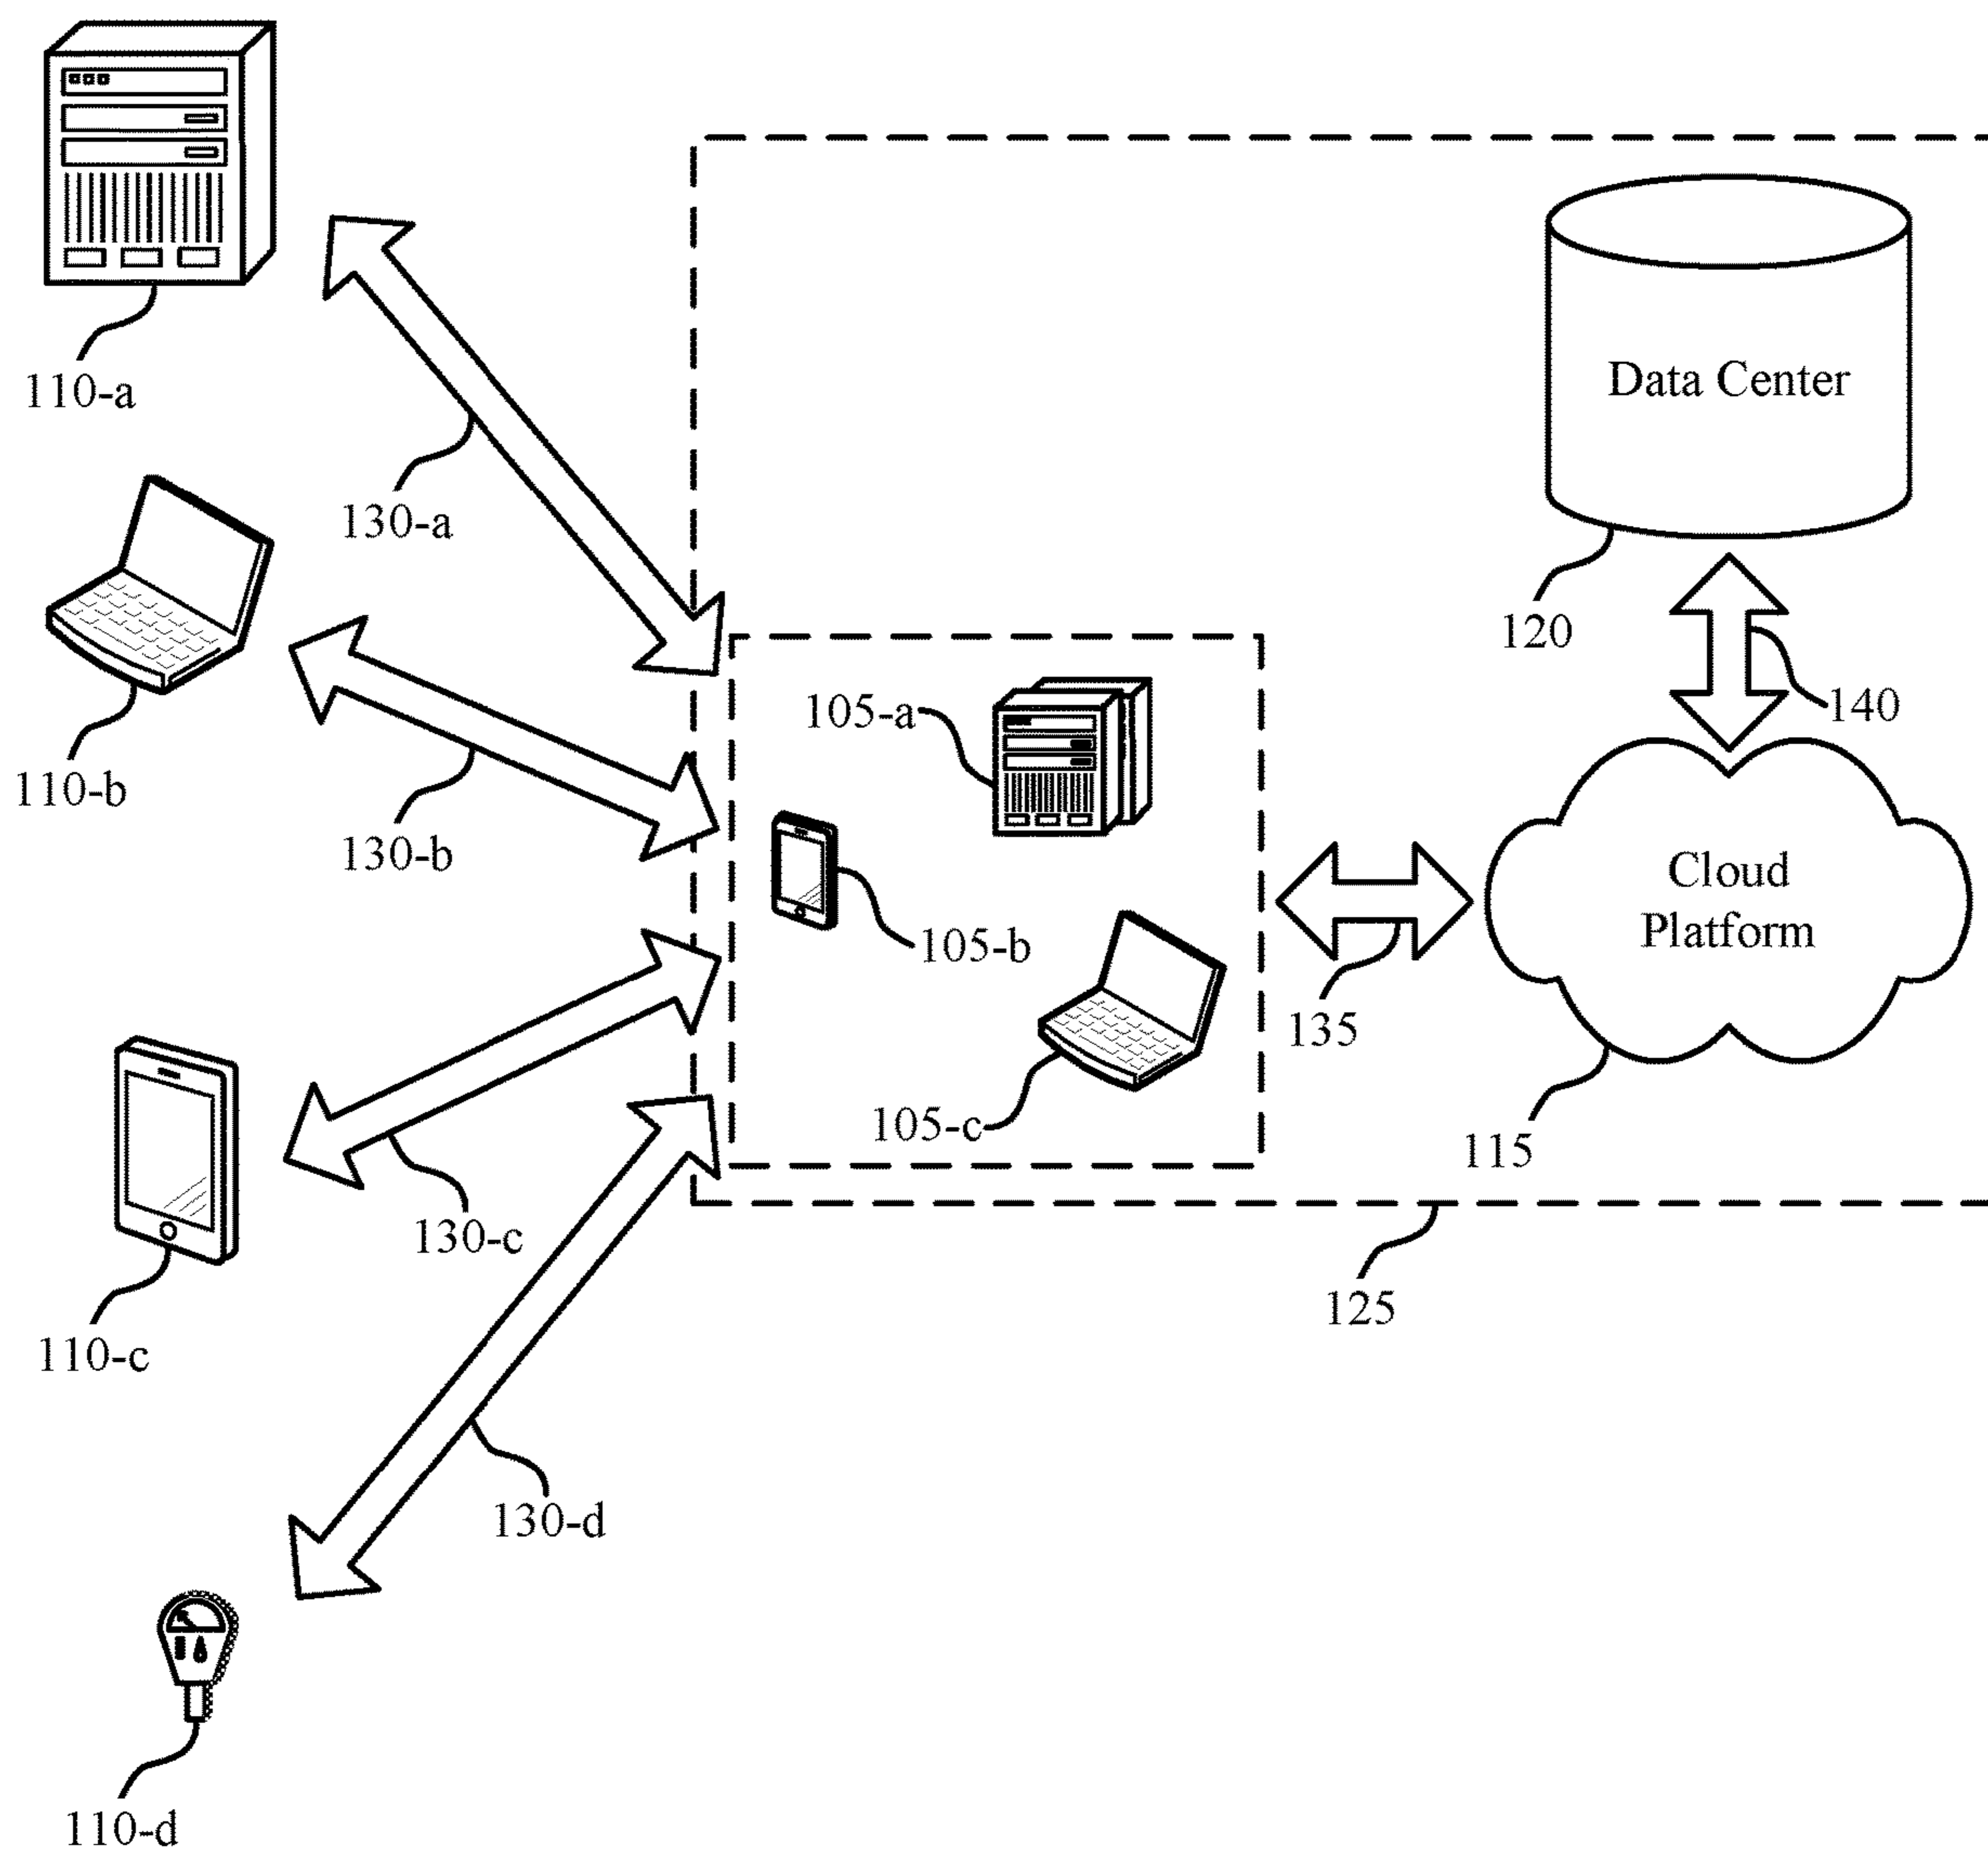 110-a
130-a
Data Center
120
140
105-a
110-b
130-b
Cloud
Platform
105-b
135
105-c
115
130-c
125
110-c
130-d
110-d